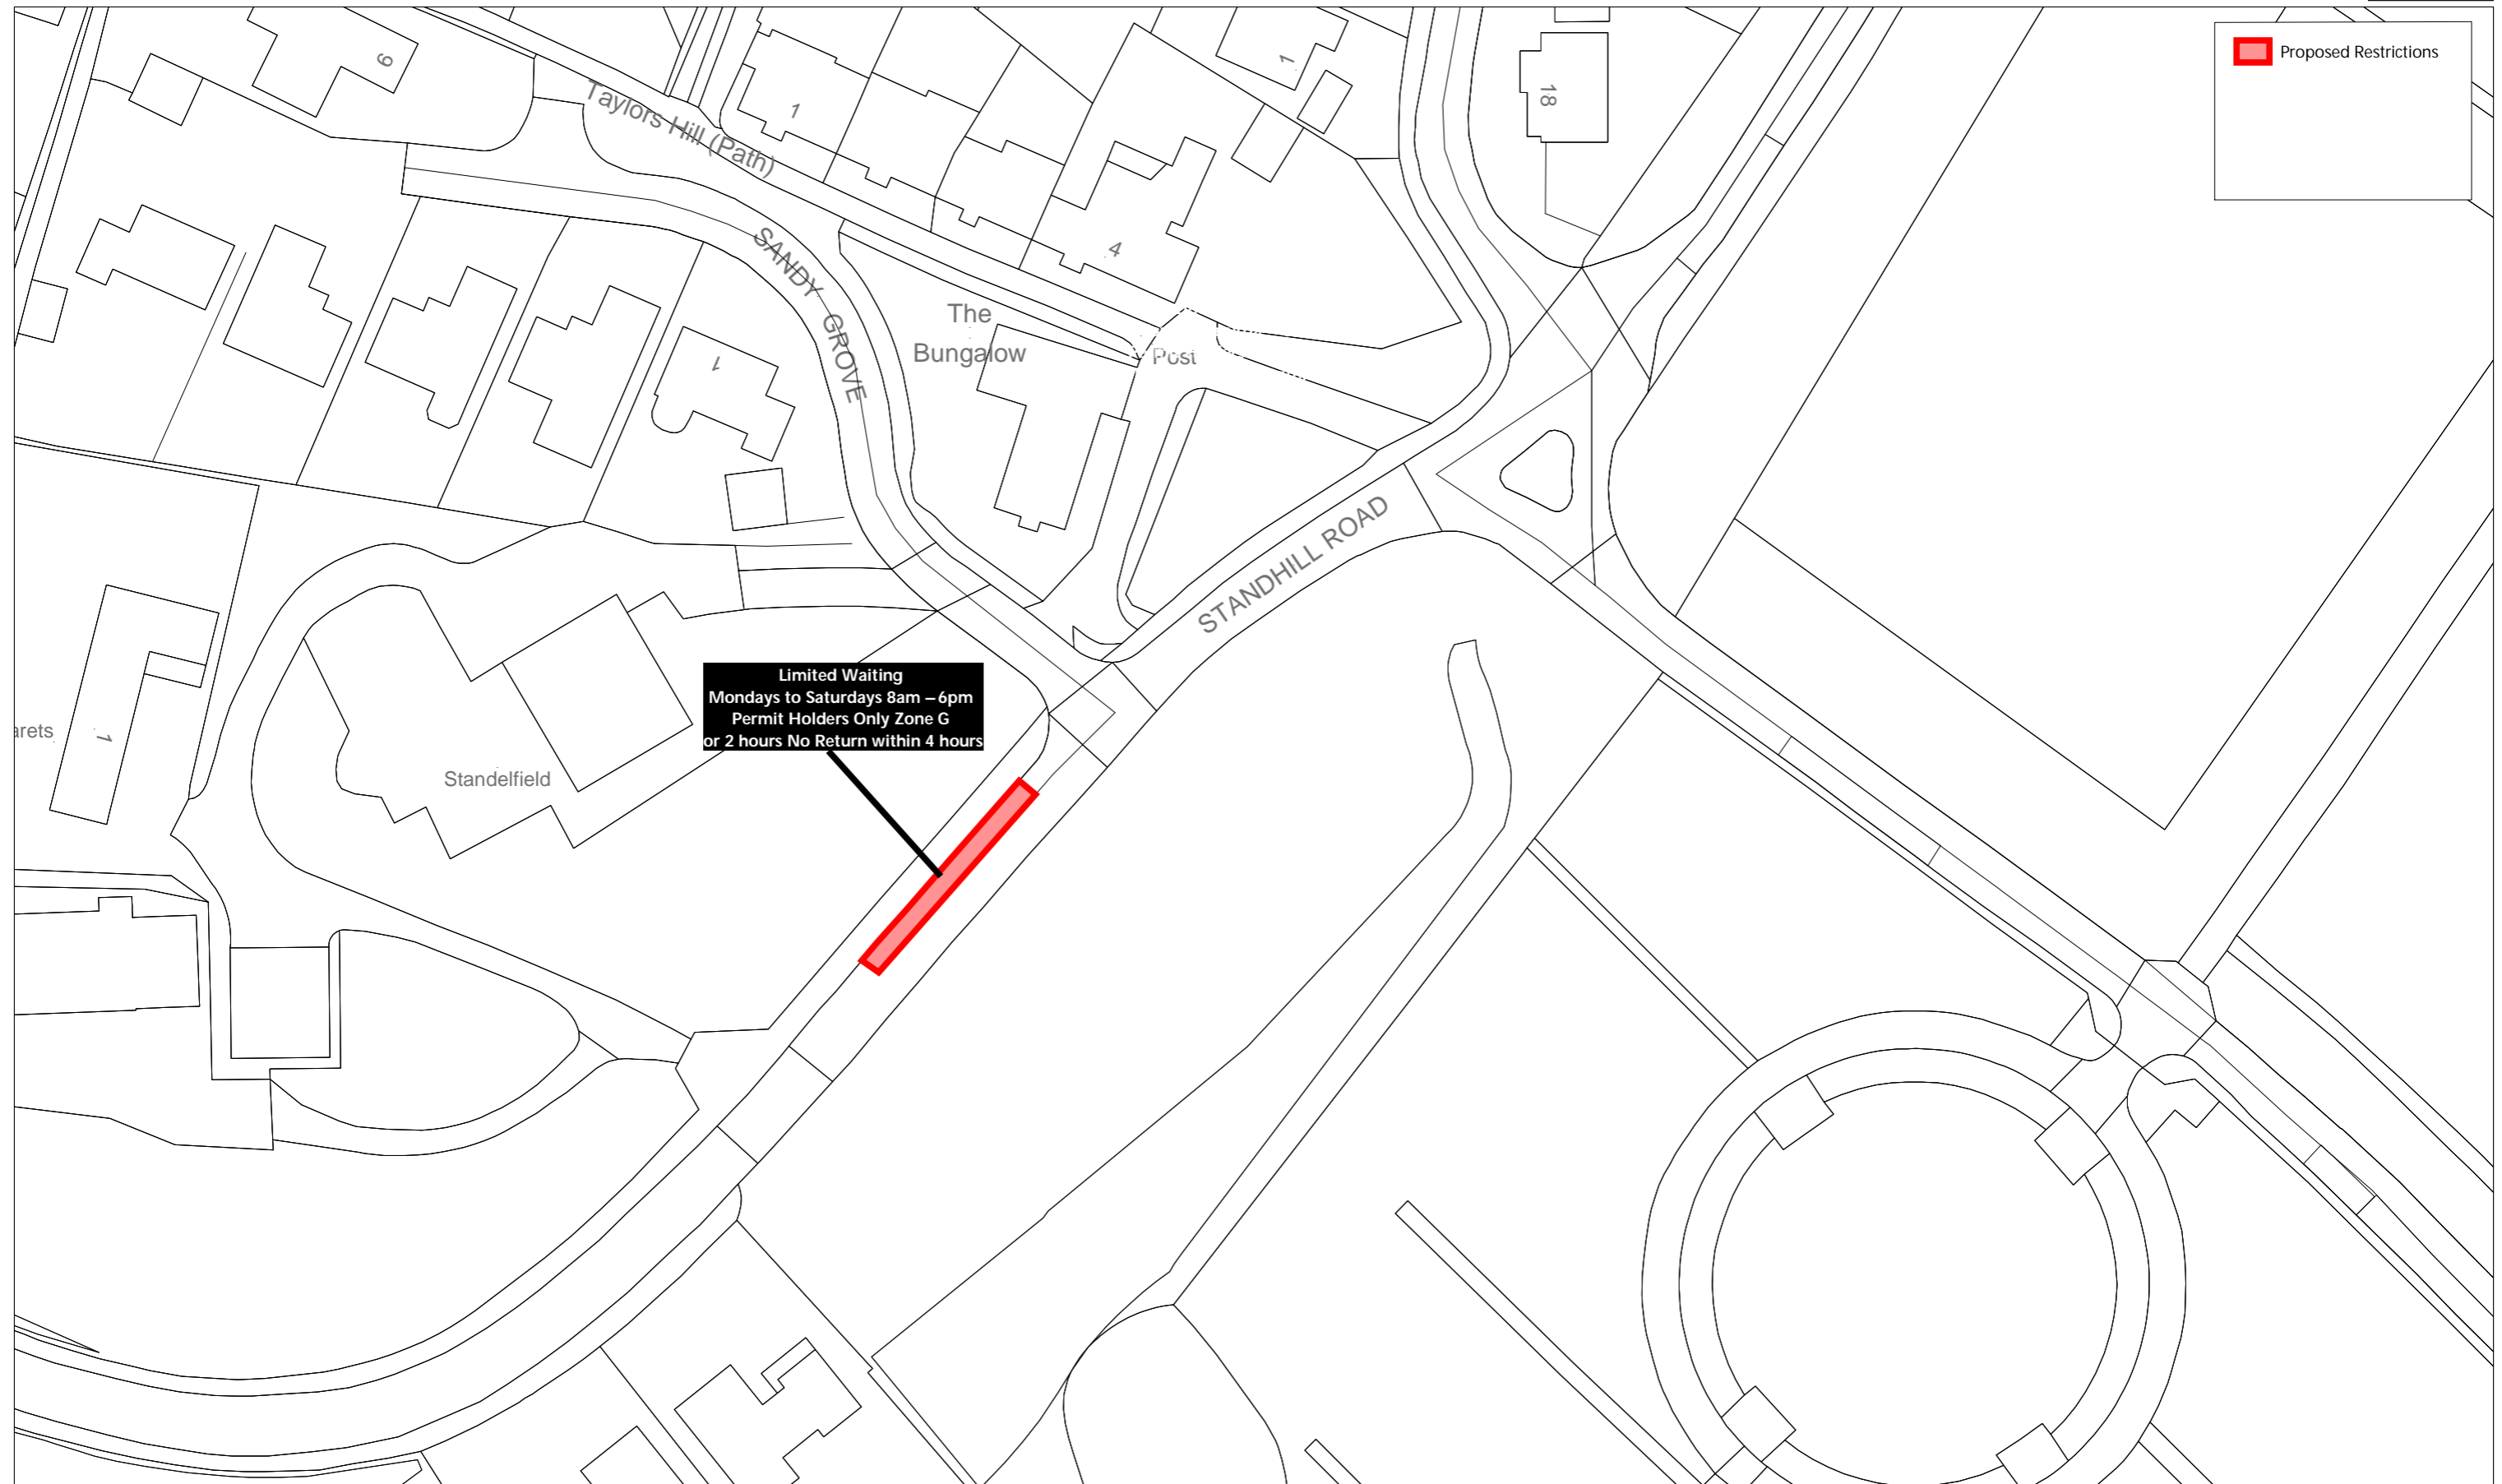 Proposed Restrictions
9
Taylors Hill (Path)
1
1
18
4
SANDY GROVE
The
Bungalow
Post
1
STANDHILL ROAD
Limited Waiting
Mondays to Saturdays 8am – 6pm
Permit Holders Only Zone G
or 2 hours No Return within 4 hours
arets
1
Standelfield